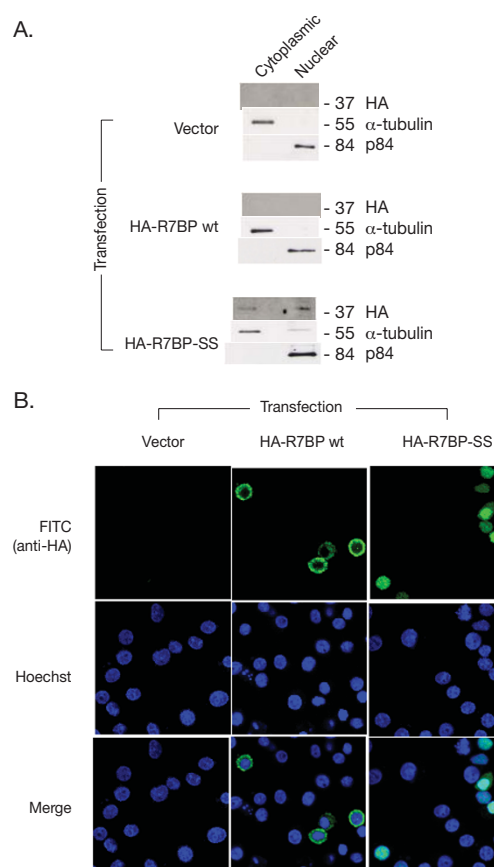 A.
Cytoplasmic
Nuclear
Transfection
Vector
- 37 HA
- 55 α-tubulin
- 84 p84
HA-R7BP wt
- 37 HA
- 55 α-tubulin
- 84 p84
HA-R7BP-SS
- 37 HA
- 55 α-tubulin
- 84 p84
B.
Transfection
Vector HA-R7BP wt HA-R7BP-SS
FITC
(anti-HA)
Hoechst
Merge